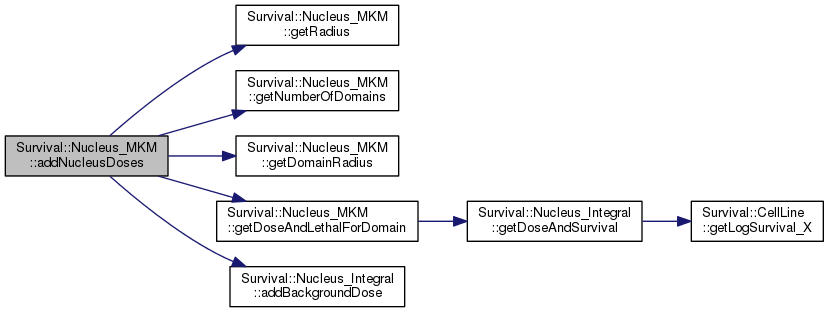 Survival::Nucleus_MKM
::getRadius
Survival::Nucleus_MKM
::getNumberOfDomains
Survival::Nucleus_MKM
::addNucleusDoses
Survival::Nucleus_MKM
::getDomainRadius
Survival::Nucleus_MKM
::getDoseAndLethalForDomain
Survival::Nucleus_Integral
::getDoseAndSurvival
Survival::CellLine
::getLogSurvival_X
Survival::Nucleus_Integral
::addBackgroundDose